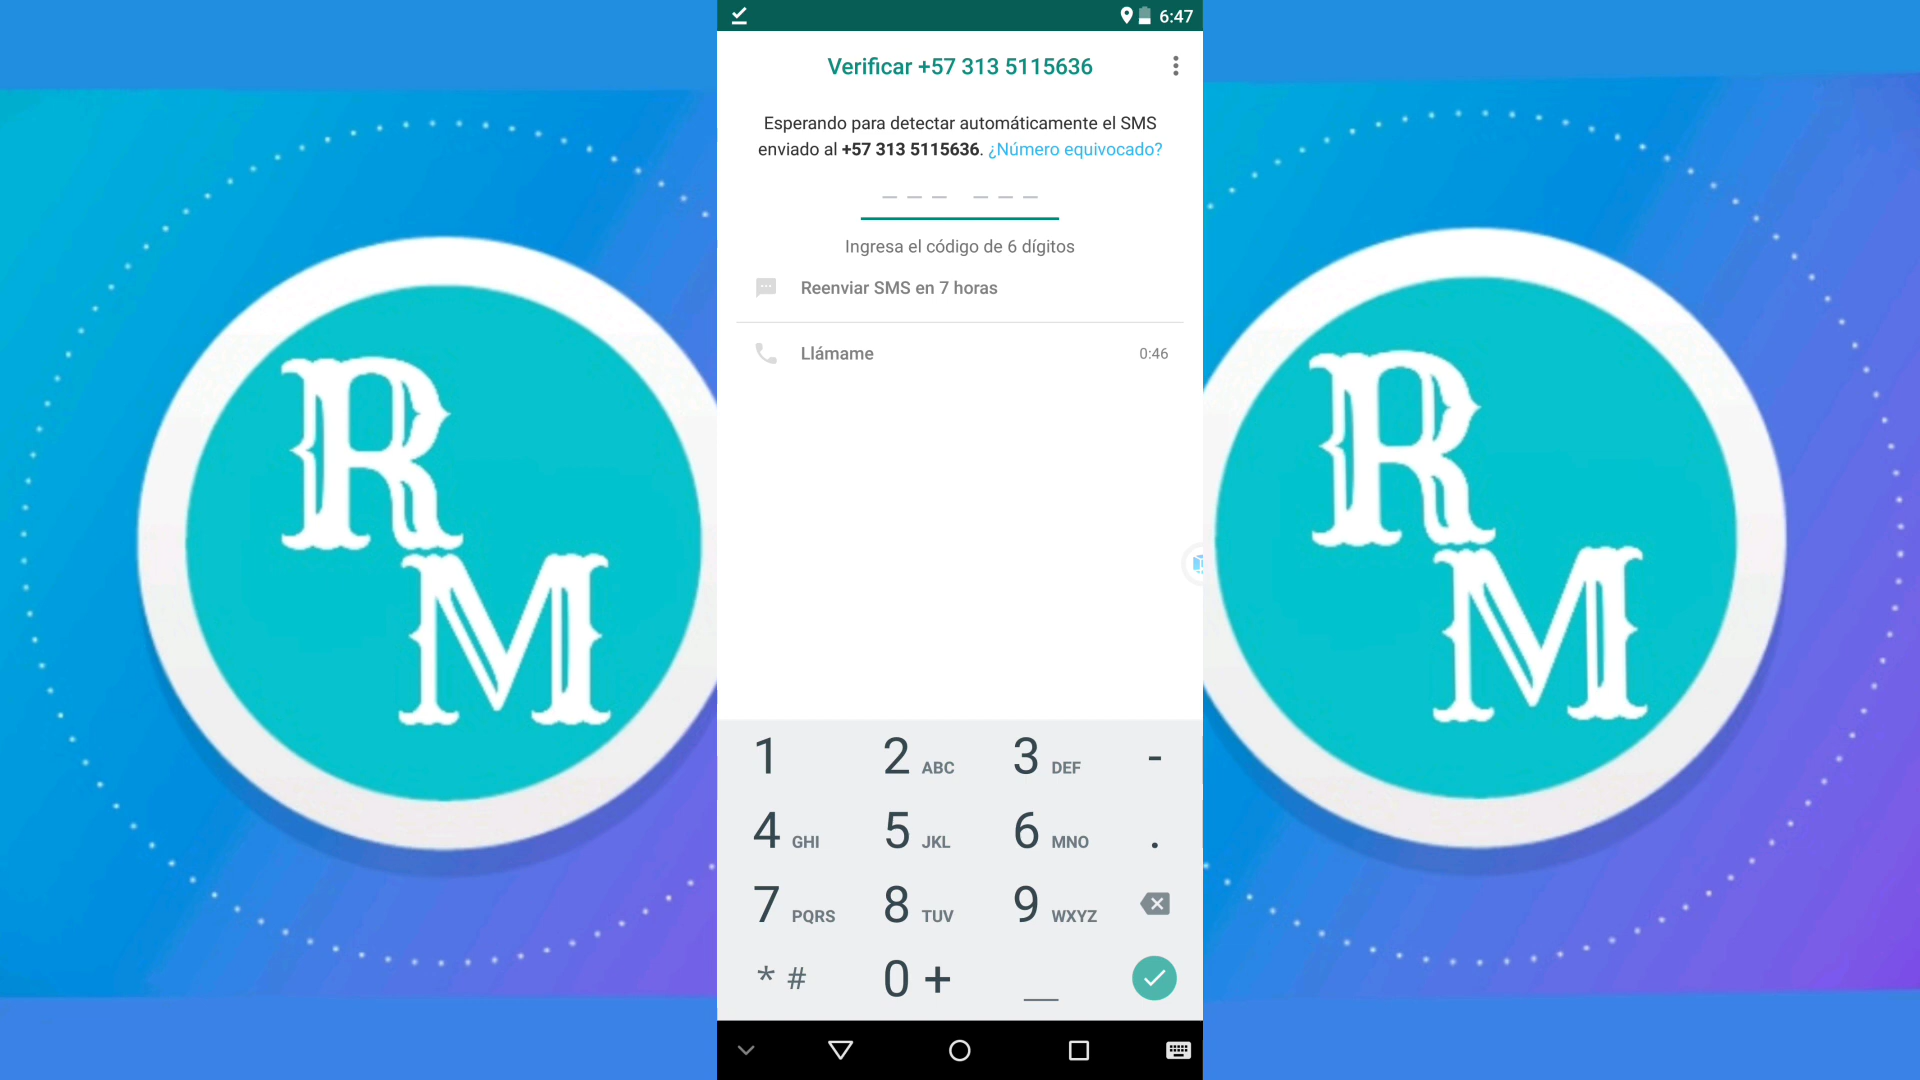 6:47
Verificar +57 313 5115636
Esperando para detectar automáticamente el SMS
enviado al +57 313 5115636. ¿Número equivocado?
Ingresa el código de 6 dígitos
Reenviar SMS en 7 horas
Llámame 0:46
R
M
R
M
1 2 ABC 3 DEF -
4 GHI 5 JKL 6 MNO .
7 PQRS 8 TUV 9 WXYZ
* # 0 + _